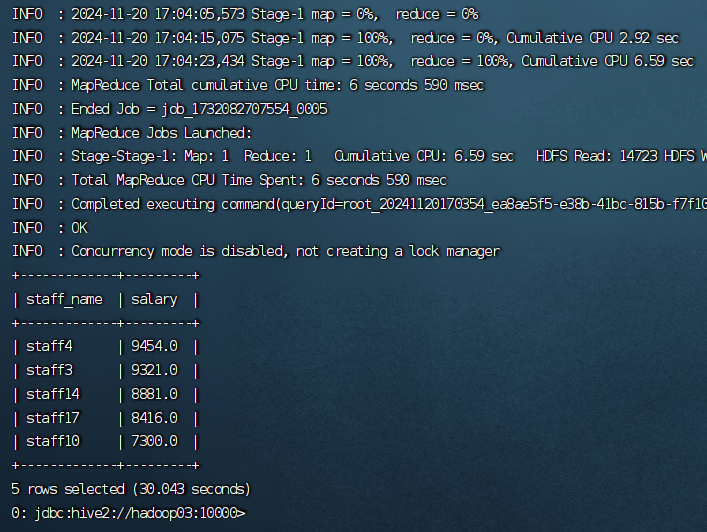 INFO  : 2024-11-20 17:04:05,573 Stage-1 map = 0%,  reduce = 0%
INFO  : 2024-11-20 17:04:15,075 Stage-1 map = 100%,  reduce = 0%, Cumulative CPU 2.92 sec
INFO  : 2024-11-20 17:04:23,434 Stage-1 map = 100%,  reduce = 100%, Cumulative CPU 6.59 sec
INFO  : MapReduce Total cumulative CPU time: 6 seconds 590 msec
INFO  : Ended Job = job_1732082707554_0005
INFO  : MapReduce Jobs Launched:
INFO  : Stage-Stage-1: Map: 1  Reduce: 1   Cumulative CPU: 6.59 sec   HDFS Read: 14723 HDFS W
INFO  : Total MapReduce CPU Time Spent: 6 seconds 590 msec
INFO  : Completed executing command(queryId=root_20241120170354_ea8ae5f5-e38b-41bc-815b-f7f10
INFO  : OK
INFO  : Concurrency mode is disabled, not creating a lock manager
+-------------+---------+
| staff_name  | salary  |
+-------------+---------+
| staff4      | 9454.0  |
| staff3      | 9321.0  |
| staff14     | 8881.0  |
| staff17     | 8416.0  |
| staff10     | 7300.0  |
+-------------+---------+
5 rows selected (30.043 seconds)
0: jdbc:hive2://hadoop03:10000>